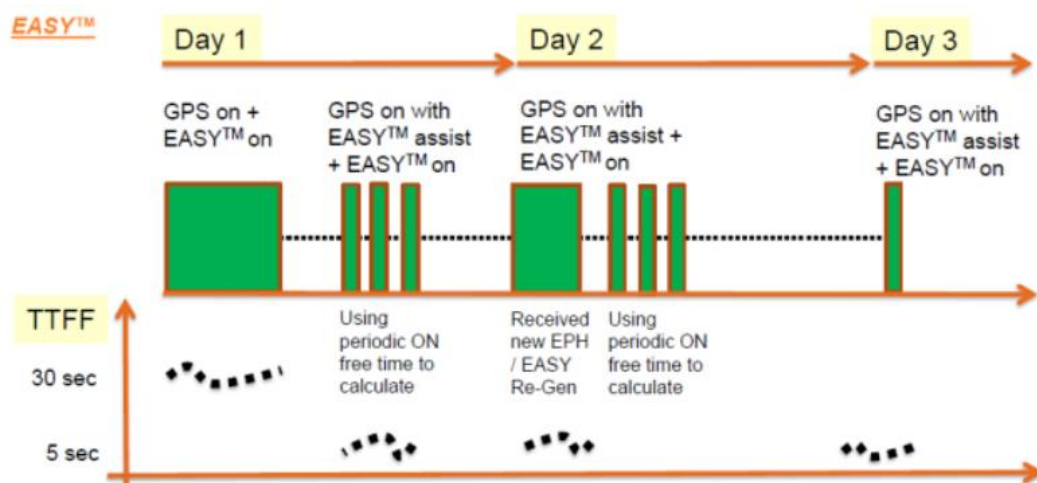 EASY™
Day 1
Day 2
Day 3
GPS on +
EASY™ on
GPS on with
EASY™ assist
+ EASY™ on
GPS on with
EASY™ assist +
EASY™ on
GPS on with
EASY™ assist
+ EASY™ on
TTFF
Using
periodic ON
free time to
calculate
Received
new EPH
/ EASY
Re-Gen
Using
periodic ON
free time to
calculate
30 sec
5 sec